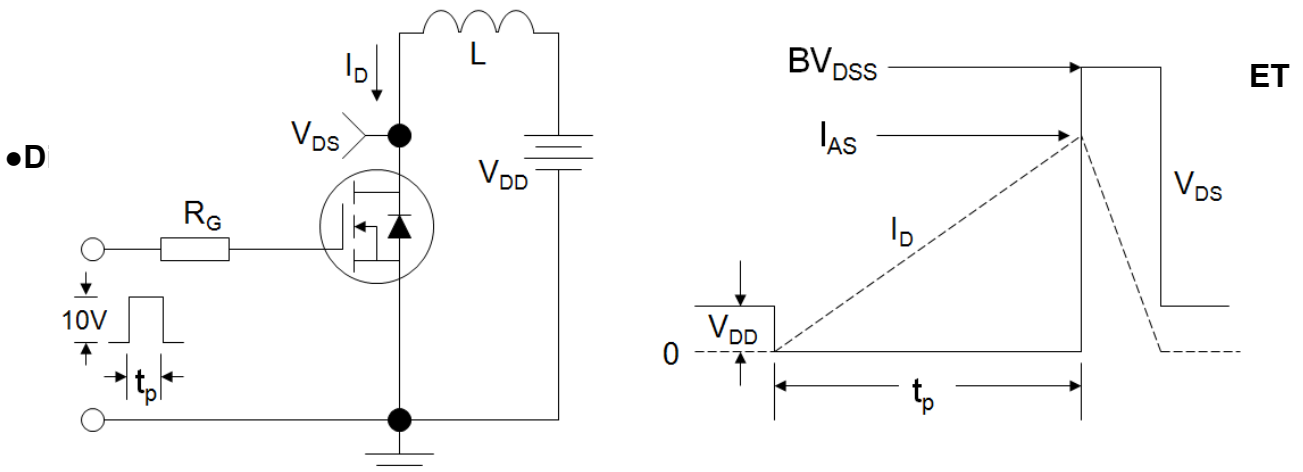 I_D
L
V_DS
V_DD
●D
R_G
10V
t_p
BV_DSS
ET
I_AS
V_DS
I_D
V_DD
0
t_p